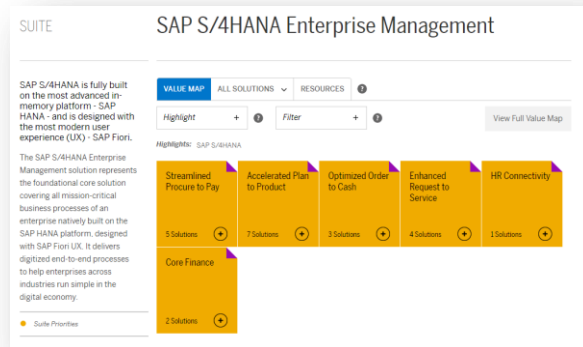 SUITE
SAP S/4HANA Enterprise Management
SAP S/4HANA is fully built
on the most advanced in-
memory platform - SAP
HANA - and is designed with
the most modern user
experience (UX) - SAP Fiori.
The SAP S/4HANA Enterprise
Management solution represents
the foundational core solution
covering all mission-critical
business processes of an
enterprise natively built on the
SAP HANA platform, designed
with SAP Fiori UX. It delivers
digitized end-to-end processes
to help enterprises across
industries run simple in the
digital economy.
Suite Priorities
VALUE MAP ALL SOLUTIONS RESOURCES ?
Highlight + ? Filter + ? View Full Value Map
Highlights: SAP S/4HANA
Streamlined
Procure to Pay
5 Solutions +
Accelerated Plan
to Product
7 Solutions +
Optimized Order
to Cash
3 Solutions +
Enhanced
Request to
Service
4 Solutions +
HR Connectivity
1 Solutions +
Core Finance
2 Solutions +